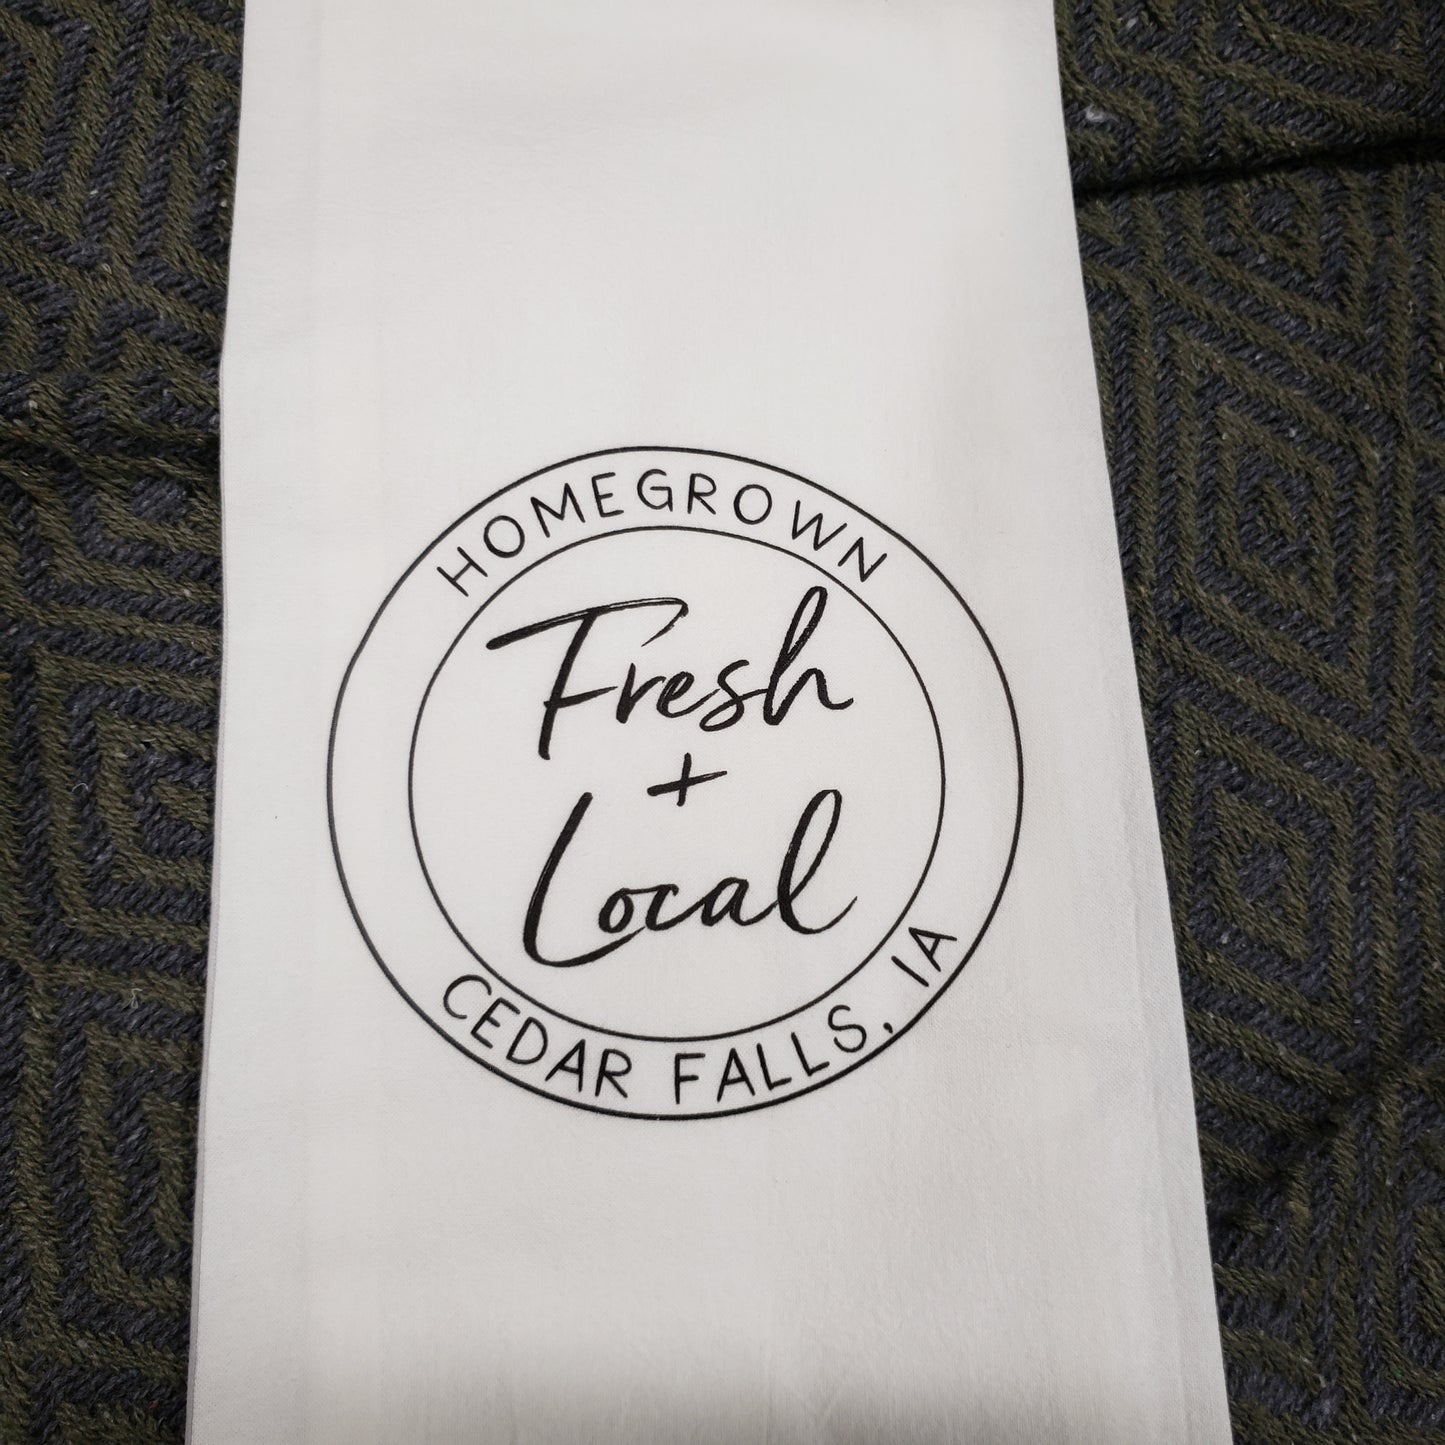 HOMEGROWN
Fresh
+
Local
CEDAR FALLS, IA